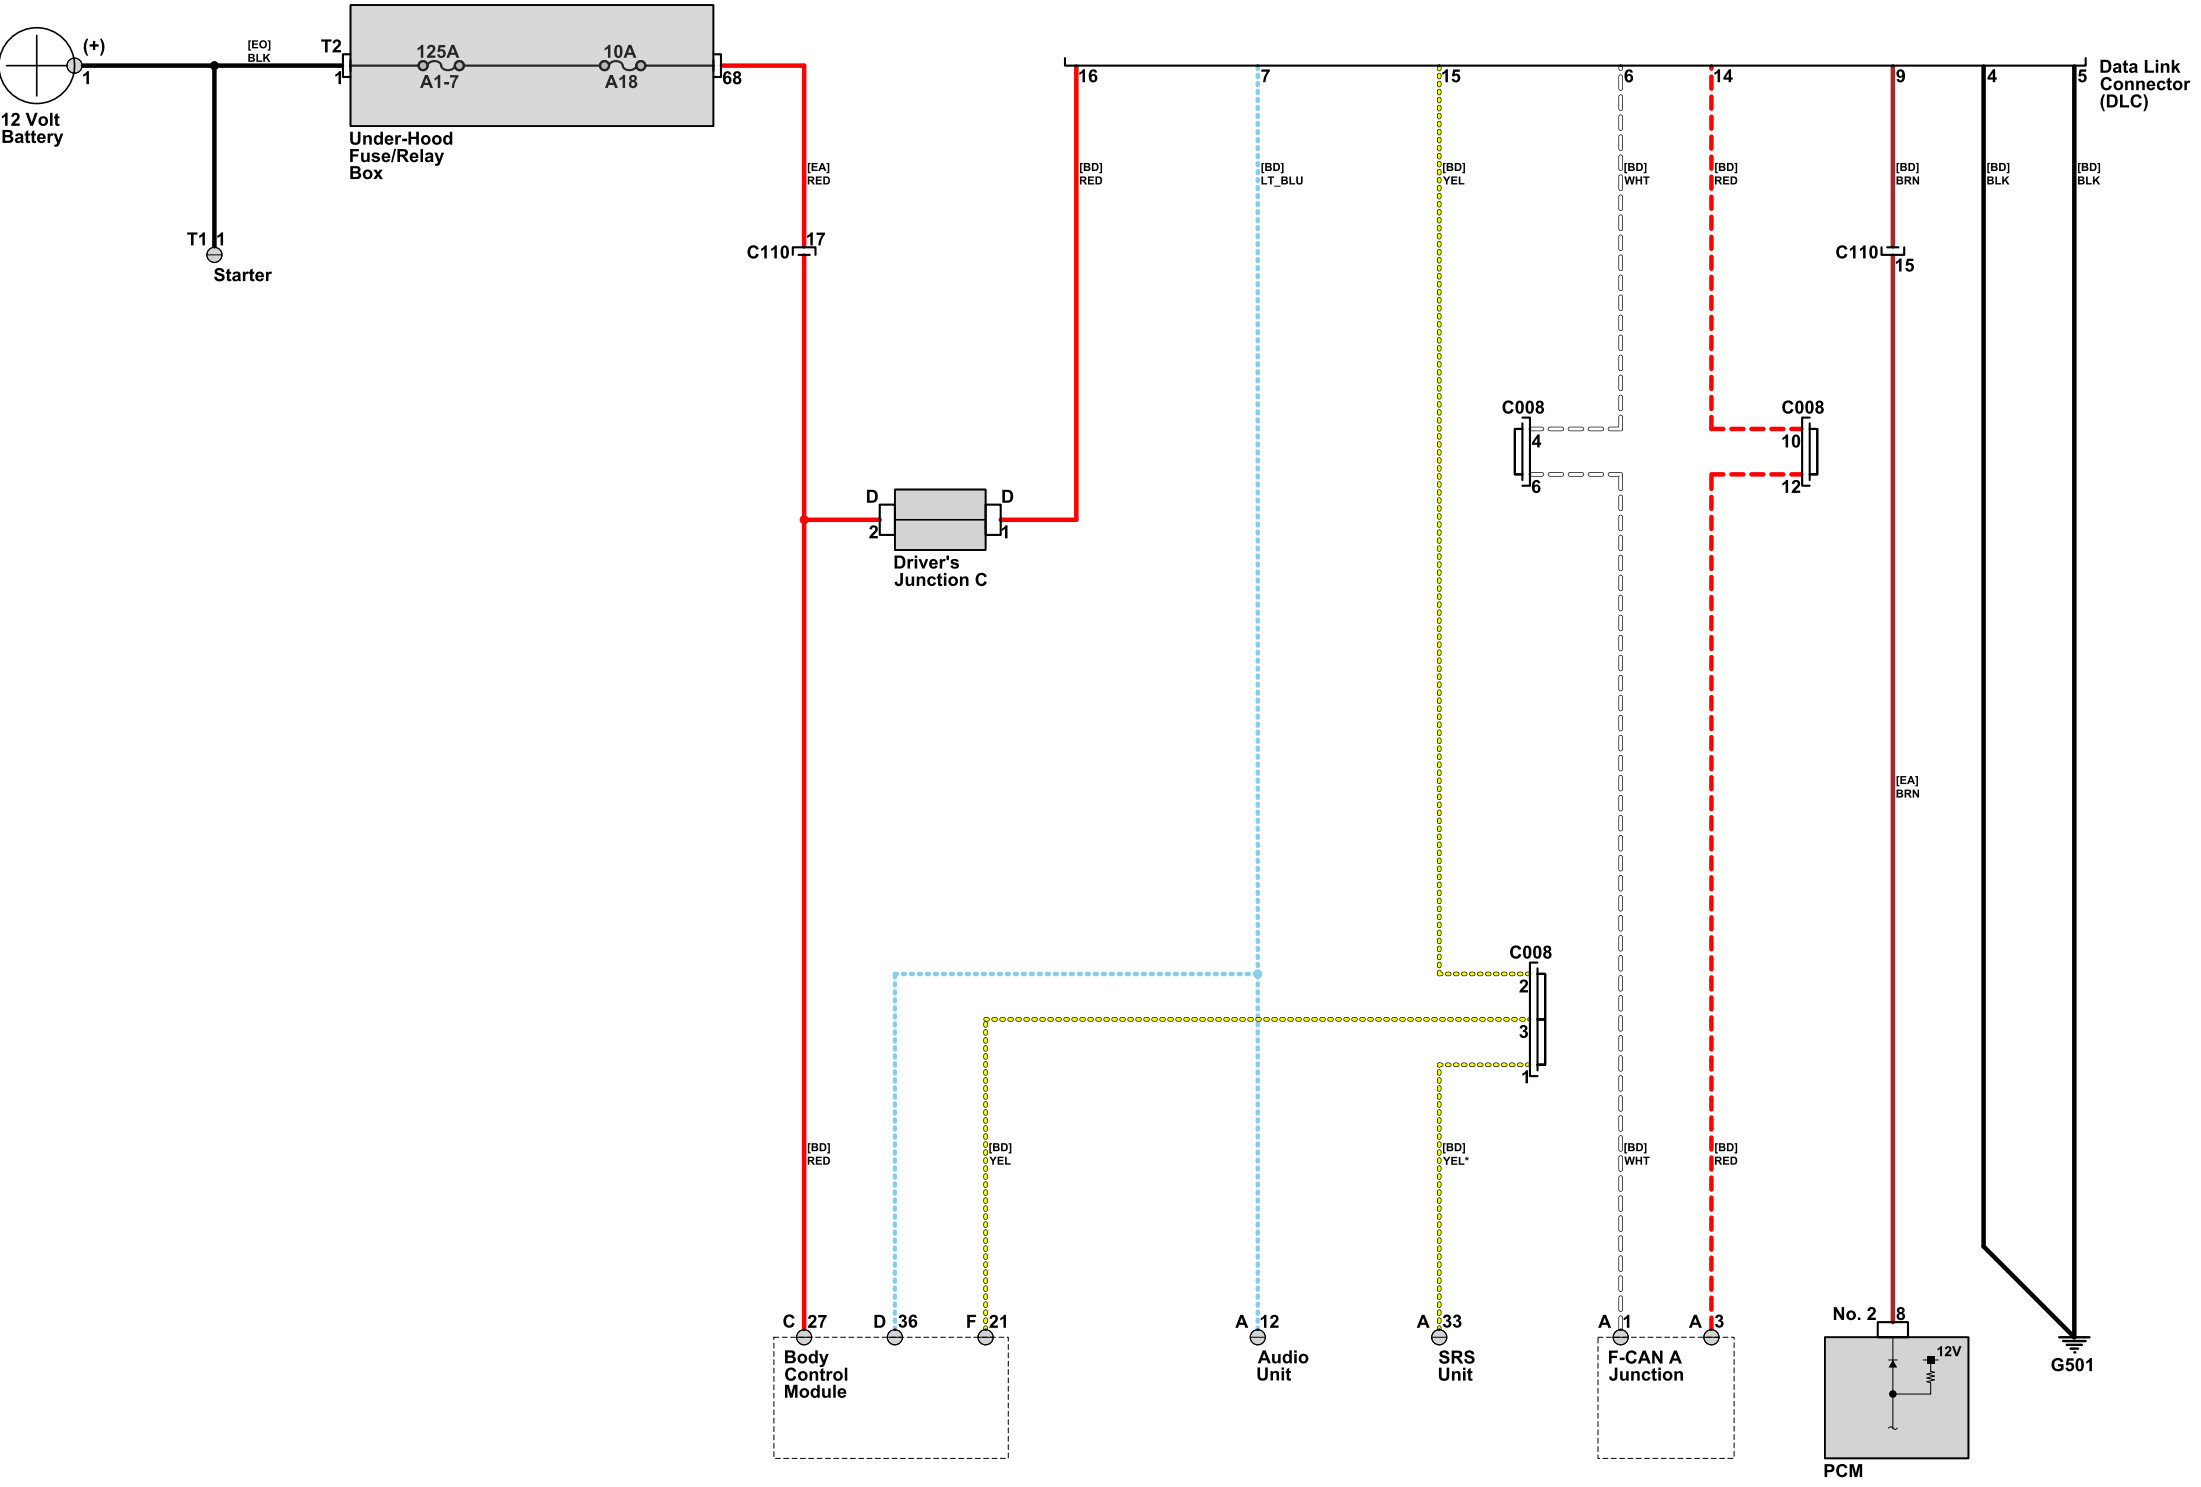 (+)
1
12 Volt
Battery
[EO]
BLK
T2
1
125A
A1-7
10A
A18
68
Under-Hood
Fuse/Relay
Box
T1
1
Starter
[EA]
RED
C110
17
16
7
15
6
14
9
4
5
Data Link
Connector
(DLC)
[BD]
RED
[BD]
LT_BLU
[BD]
YEL
[BD]
WHT
[BD]
RED
[BD]
BRN
[BD]
BLK
[BD]
BLK
C110
15
C008
4
6
C008
10
12
D
2
D
1
Driver's
Junction C
[EA]
BRN
C008
2
3
1
[BD]
RED
[BD]
YEL
[BD]
YEL*
[BD]
WHT
[BD]
RED
C 27
D 36
F 21
Body
Control
Module
A 12
Audio
Unit
A 33
SRS
Unit
A 1
A 3
F-CAN A
Junction
No. 2 8
12V
PCM
G501